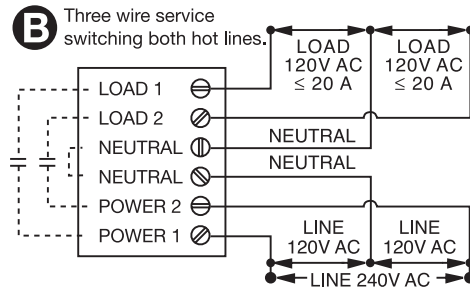 B Three wire service
switching both hot lines.
LOAD
120V AC
≤ 20 A
LOAD
120V AC
≤ 20 A
LOAD 1
LOAD 2
NEUTRAL
NEUTRAL
POWER 2
POWER 1
NEUTRAL
NEUTRAL
LINE
120V AC
LINE
120V AC
LINE 240V AC